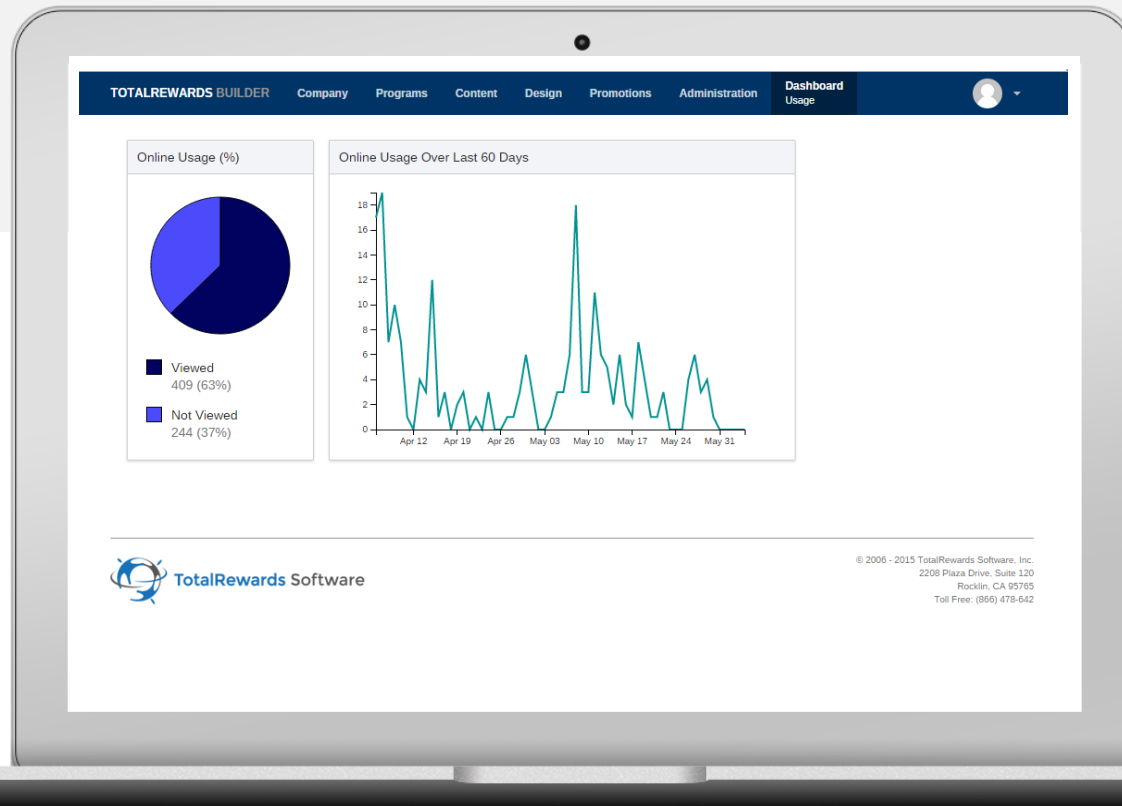 TOTALREWARDS BUILDER Company Programs Content Design Promotions Administration Dashboard
Usage
Online Usage (%)
Viewed
409 (63%)
Not Viewed
244 (37%)
Online Usage Over Last 60 Days
18
16
14
12
10
8
6
4
2
0
Apr 12 Apr 19 Apr 26 May 03 May 10 May 17 May 24 May 31
TotalRewards Software
© 2006 - 2015 TotalRewards Software, Inc.
2208 Plaza Drive, Suite 120
Rocklin, CA 95765
Toll Free: (866) 478-642